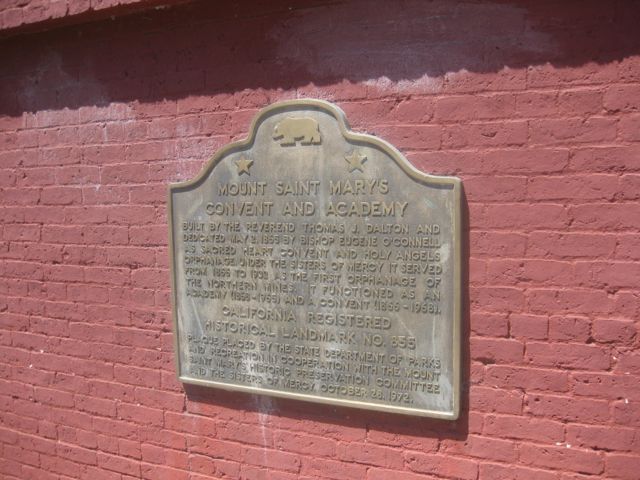 MOUNT SAINT MARY'S
CONVENT AND ACADEMY
BUILT BY THE REVEREND THOMAS J. DALTON AND
DEDICATED MAY 2, 1865 BY BISHOP EUGENE O'CONNELL
AS SACRED HEART CONVENT AND HOLY ANGELS
ORPHANAGE. UNDER THE SISTERS OF MERCY IT SERVED
FROM 1866 TO 1932 AS THE FIRST ORPHANAGE OF
THE NORTHERN MINES. IT FUNCTIONED AS AN
ACADEMY (1868-1965) AND A CONVENT (1866-1968).
CALIFORNIA REGISTERED
HISTORICAL LANDMARK NO. 855
PLAQUE PLACED BY THE STATE DEPARTMENT OF PARKS
AND RECREATION IN COOPERATION WITH THE MOUNT
SAINT MARY'S HISTORIC PRESERVATION COMMITTEE
AND THE SISTERS OF MERCY, OCTOBER 28, 1972.